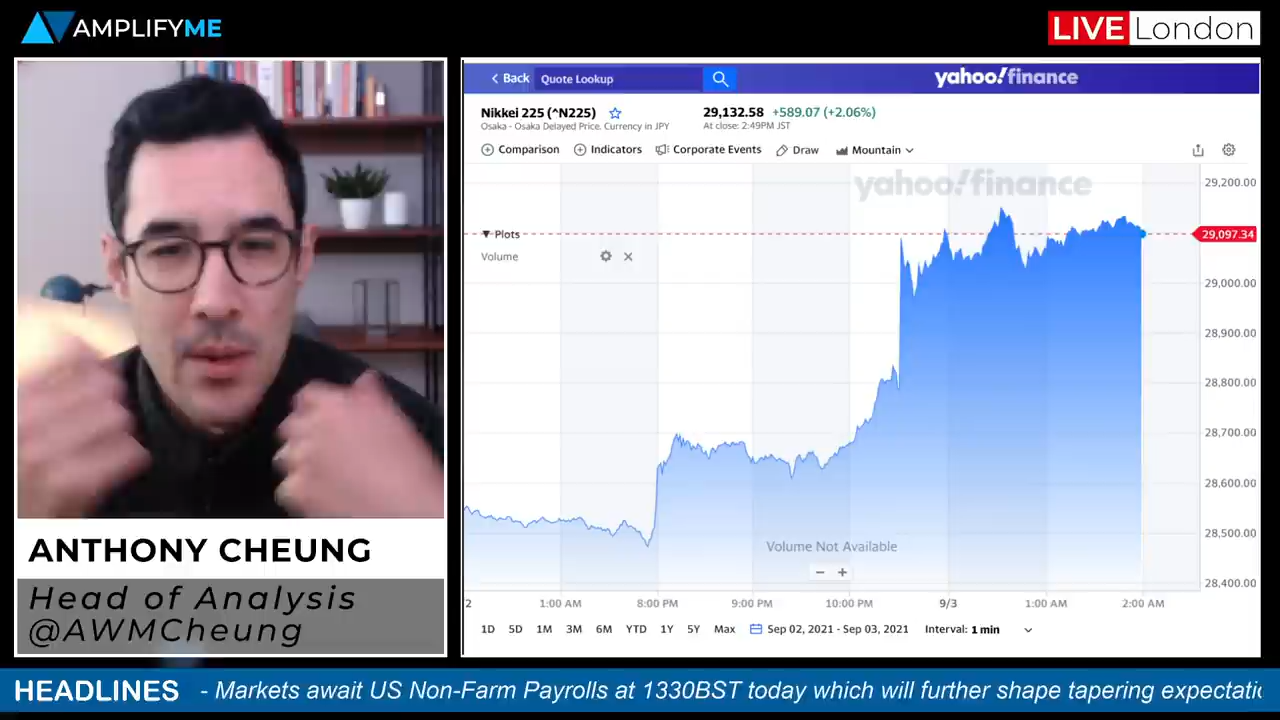 AMPLIFYME
LIVE London
Back
Quote Lookup
yahoo!finance
Nikkei 225 (^N225)
29,132.58 +589.07 (+2.06%)
Osaka - Osaka Delayed Price. Currency in JPY
At close: 2:49PM JST
Comparison
Indicators
Corporate Events
Draw
Mountain
yahoo!finance
29,200.00
Plots
29,097.34
Volume
29,000.00
28,900.00
28,800.00
28,700.00
28,600.00
28,500.00
28,400.00
Volume Not Available
2 1:00 AM 8:00 PM 9:00 PM 10:00 PM 9/3 1:00 AM 2:00 AM
1D 5D 1M 3M 6M YTD 1Y 5Y Max Sep 02, 2021 - Sep 03, 2021 Interval: 1 min
ANTHONY CHEUNG
Head of Analysis
@AWMCheung
HEADLINES - Markets await US Non-Farm Payrolls at 1330BST today which will further shape tapering expectati